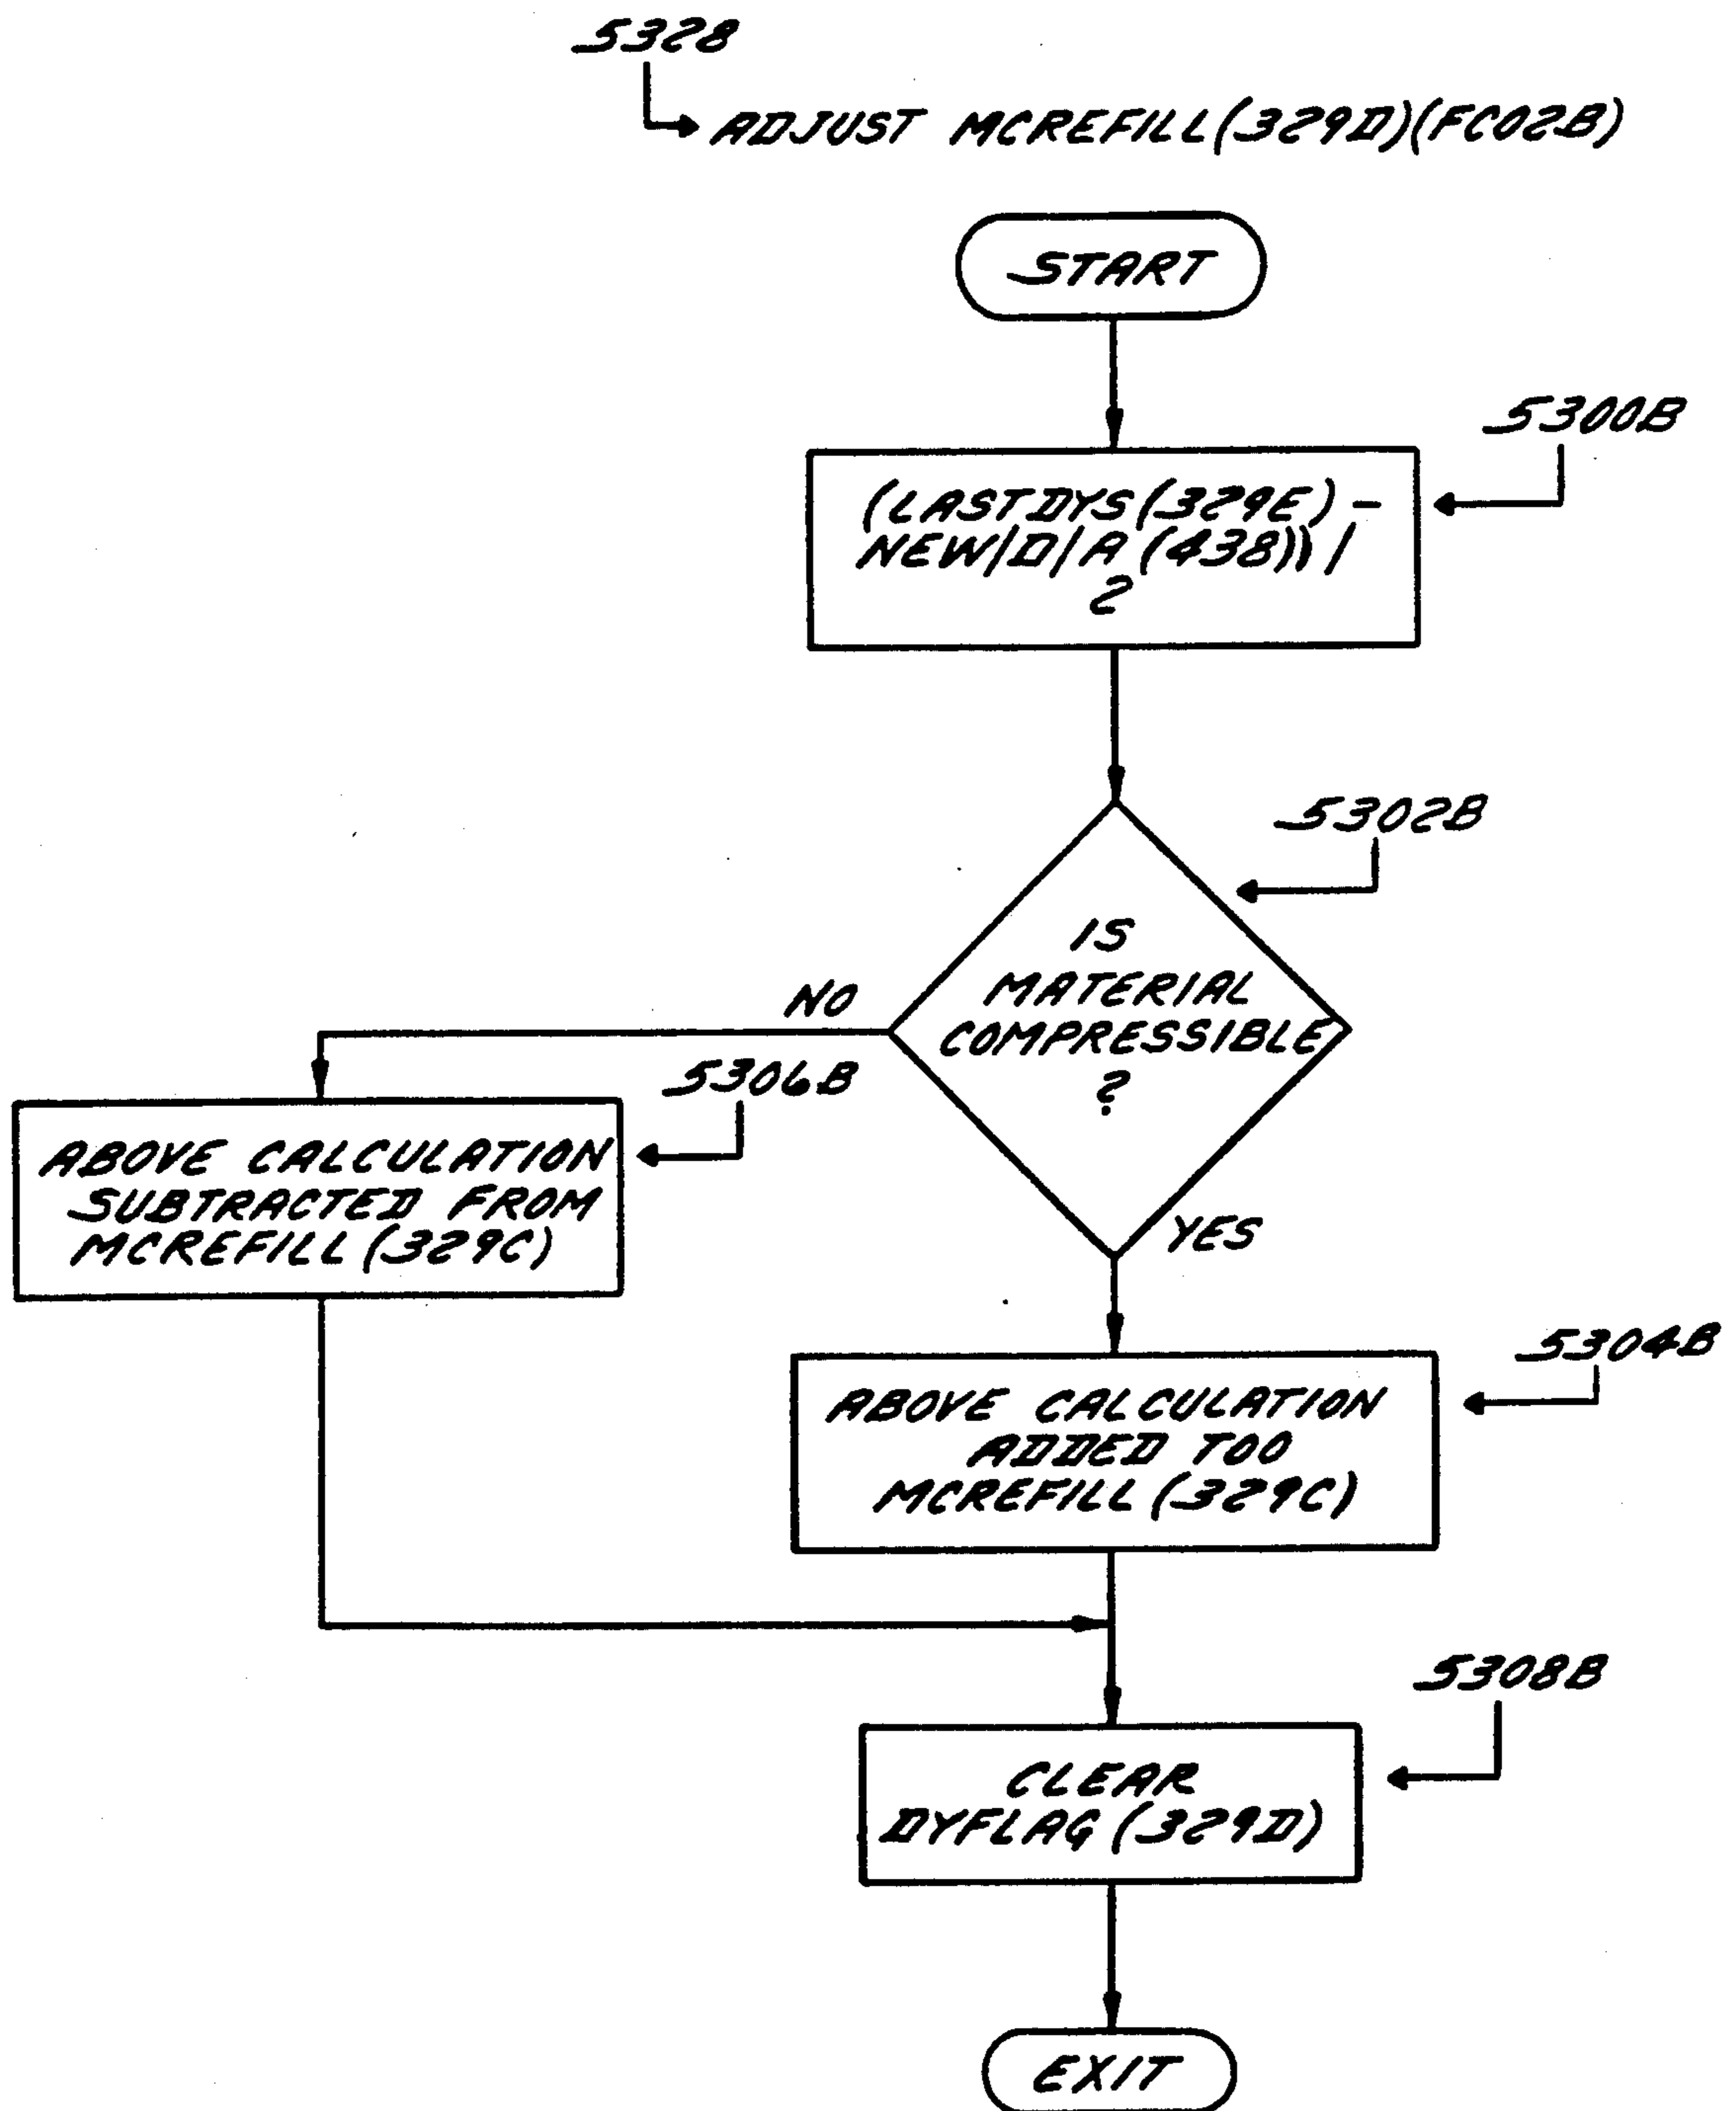 5328
ADJUST MCREFILL(329D)(FC02B)
START
5300B
(LASTDYS(329E)-
NEW|D|A(438))/
2
5302B
IS
MATERIAL
COMPRESSIBLE
?
NO
5306B
ABOVE CALCULATION
SUBTRACTED FROM
MCREFILL(329C)
YES
5304B
ABOVE CALCULATION
ADDED TOO
MCREFILL(329C)
5308B
CLEAR
DYFLAG(329D)
EXIT